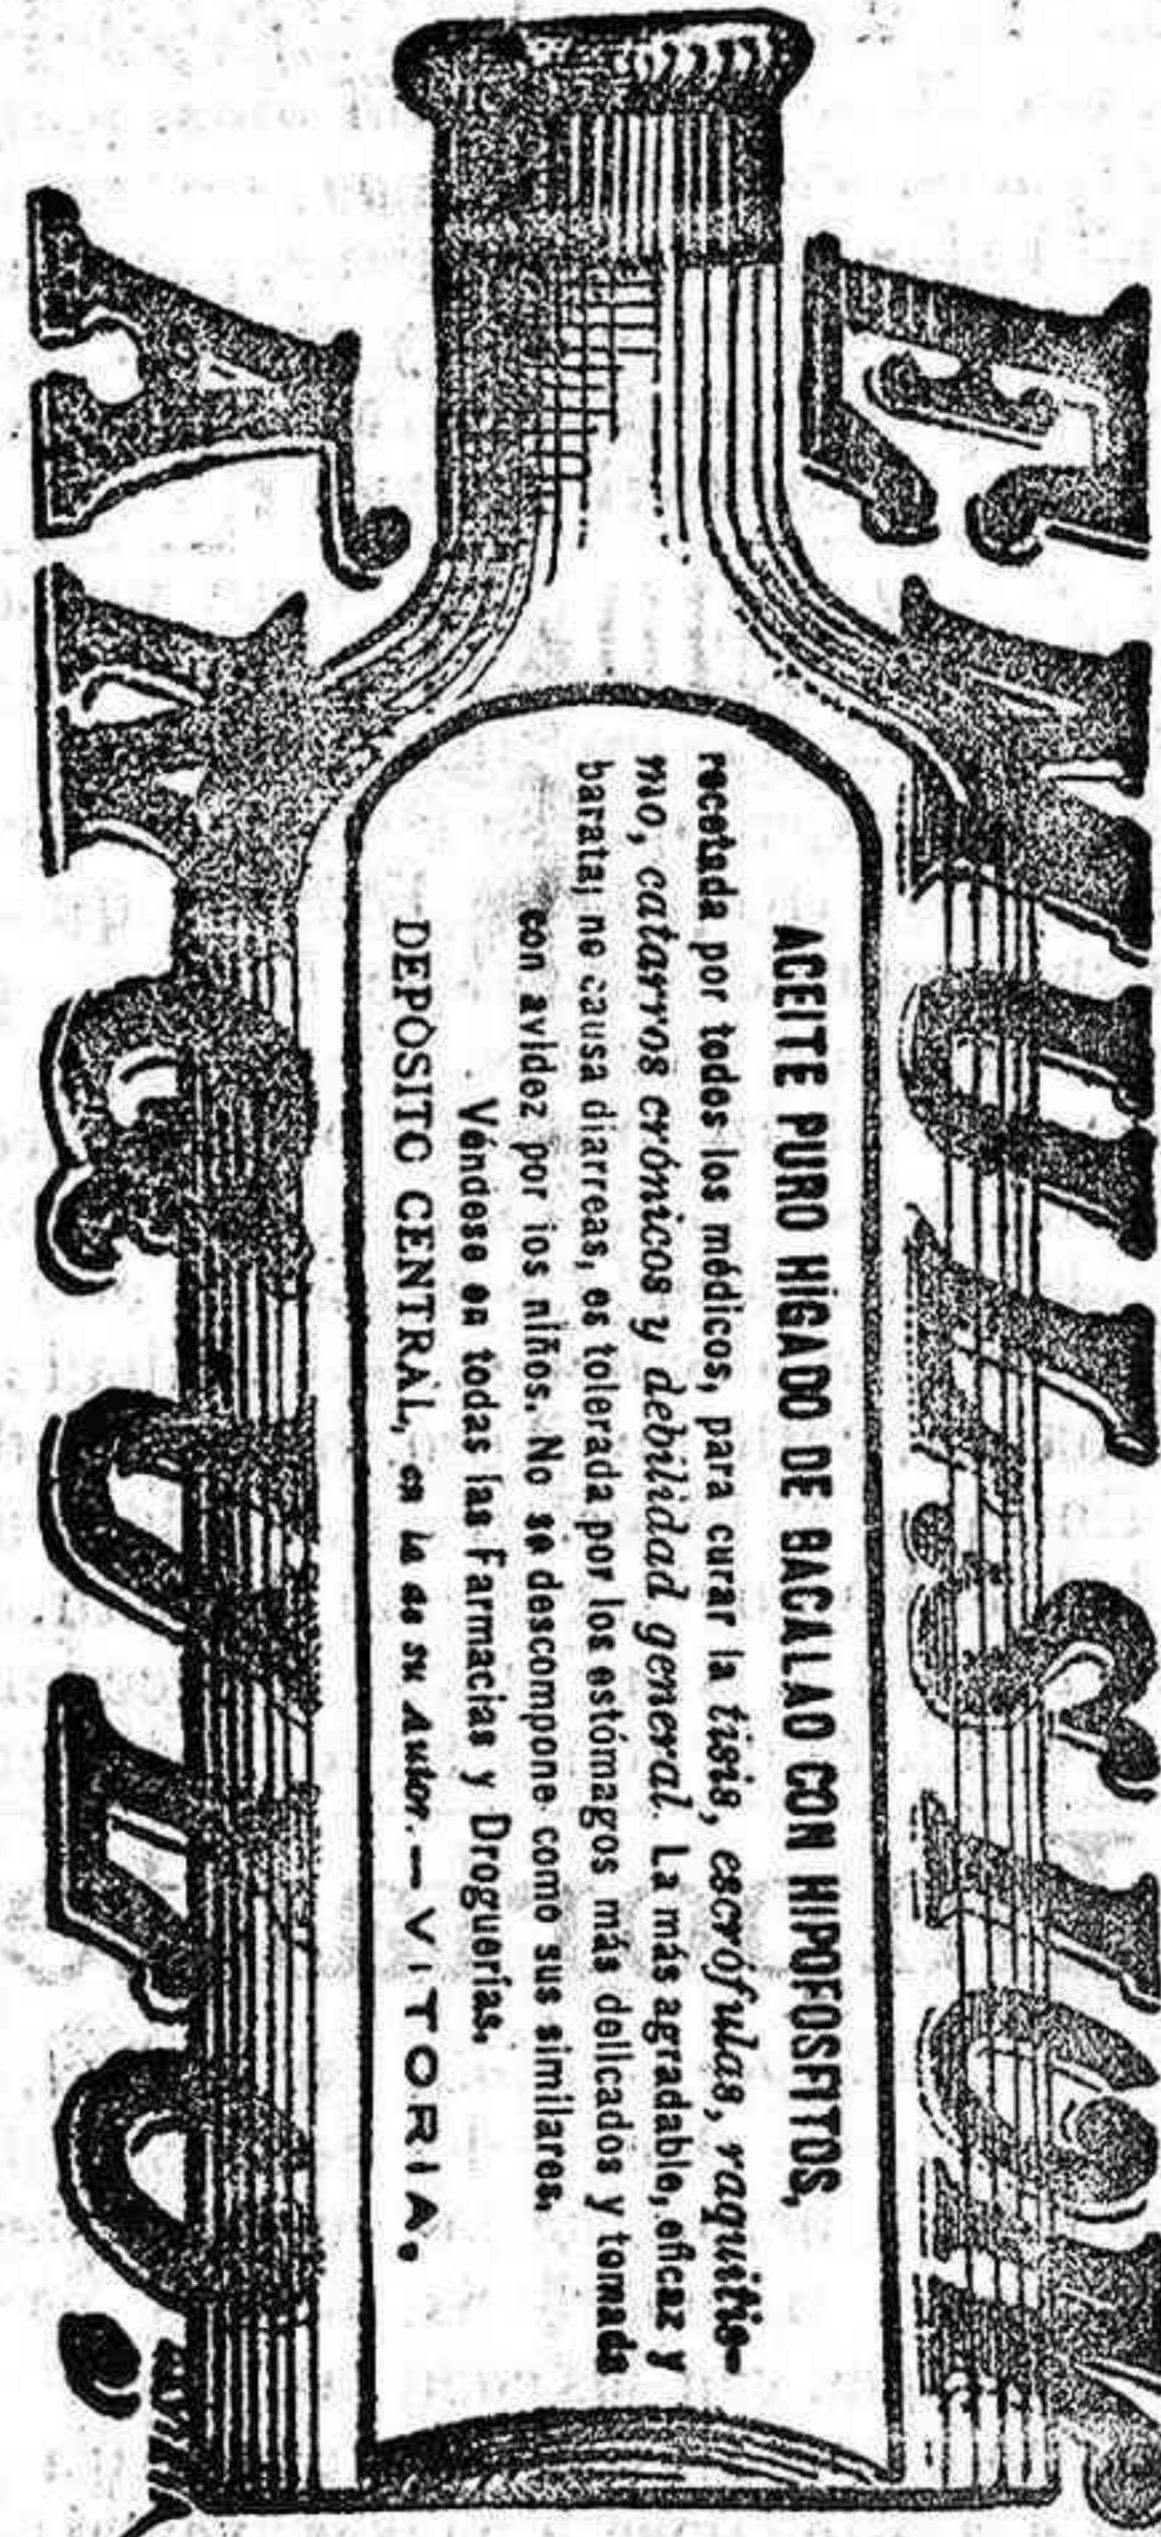 EMULSION
ACEITE PURO HIGADO DE BACALAO CON HIPOFOSFITOS,
recetada por todos los médicos, para curar la tisis, escrófulas, raquitis-
mo, catarros crónicos y debilidad general. La más agradable, eficaz y
barata; no causa diarreas, es tolerada por los estómagos más delicados y tomada
con avidez por los niños. No se descompone como sus similares.
Véndese en todas las Farmacias y Droguerías.
DEPÓSITO CENTRAL, en la de su Autor.—VITORIA.